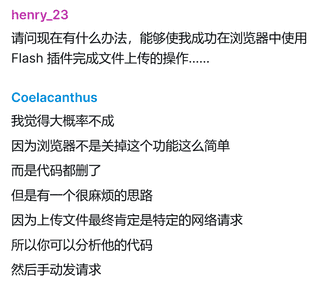 henry_23
请问现在有什么办法，能够使我成功在浏览器中使用
Flash 插件完成文件上传的操作......
Coelacanthus
我觉得大概率不成
因为浏览器不是关掉这个功能这么简单
而是代码都删了
但是有一个很麻烦的思路
因为上传文件最终肯定是特定的网络请求
所以你可以分析他的代码
然后手动发请求